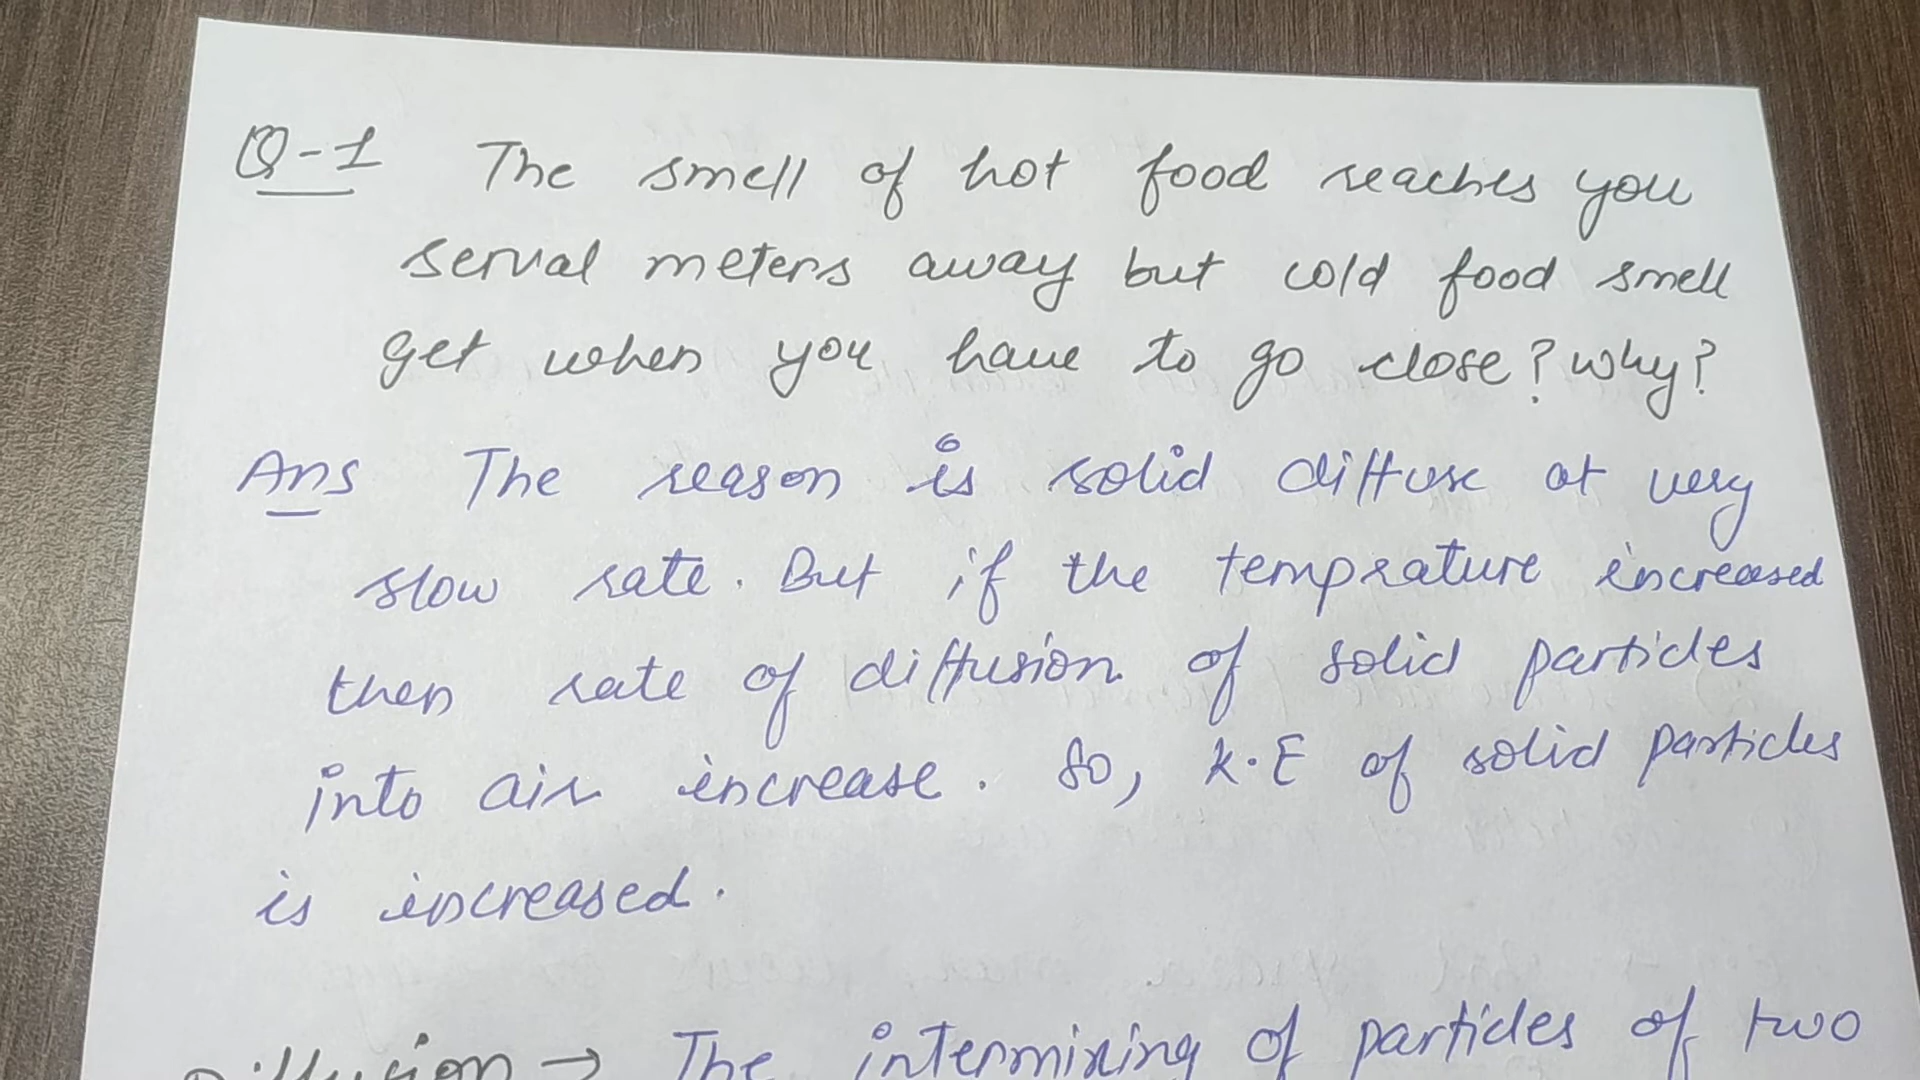 Q-1 The smell of hot food reaches you
serval meters away but cold food smell
get when you have to go close? why?
Ans The reason is solid diffuse at very
slow rate. But if the temprature increased
then rate of diffusion of solid particles
into air increase. So, K.E of solid particles
is increased.
Diffusion → The intermixing of particles of two